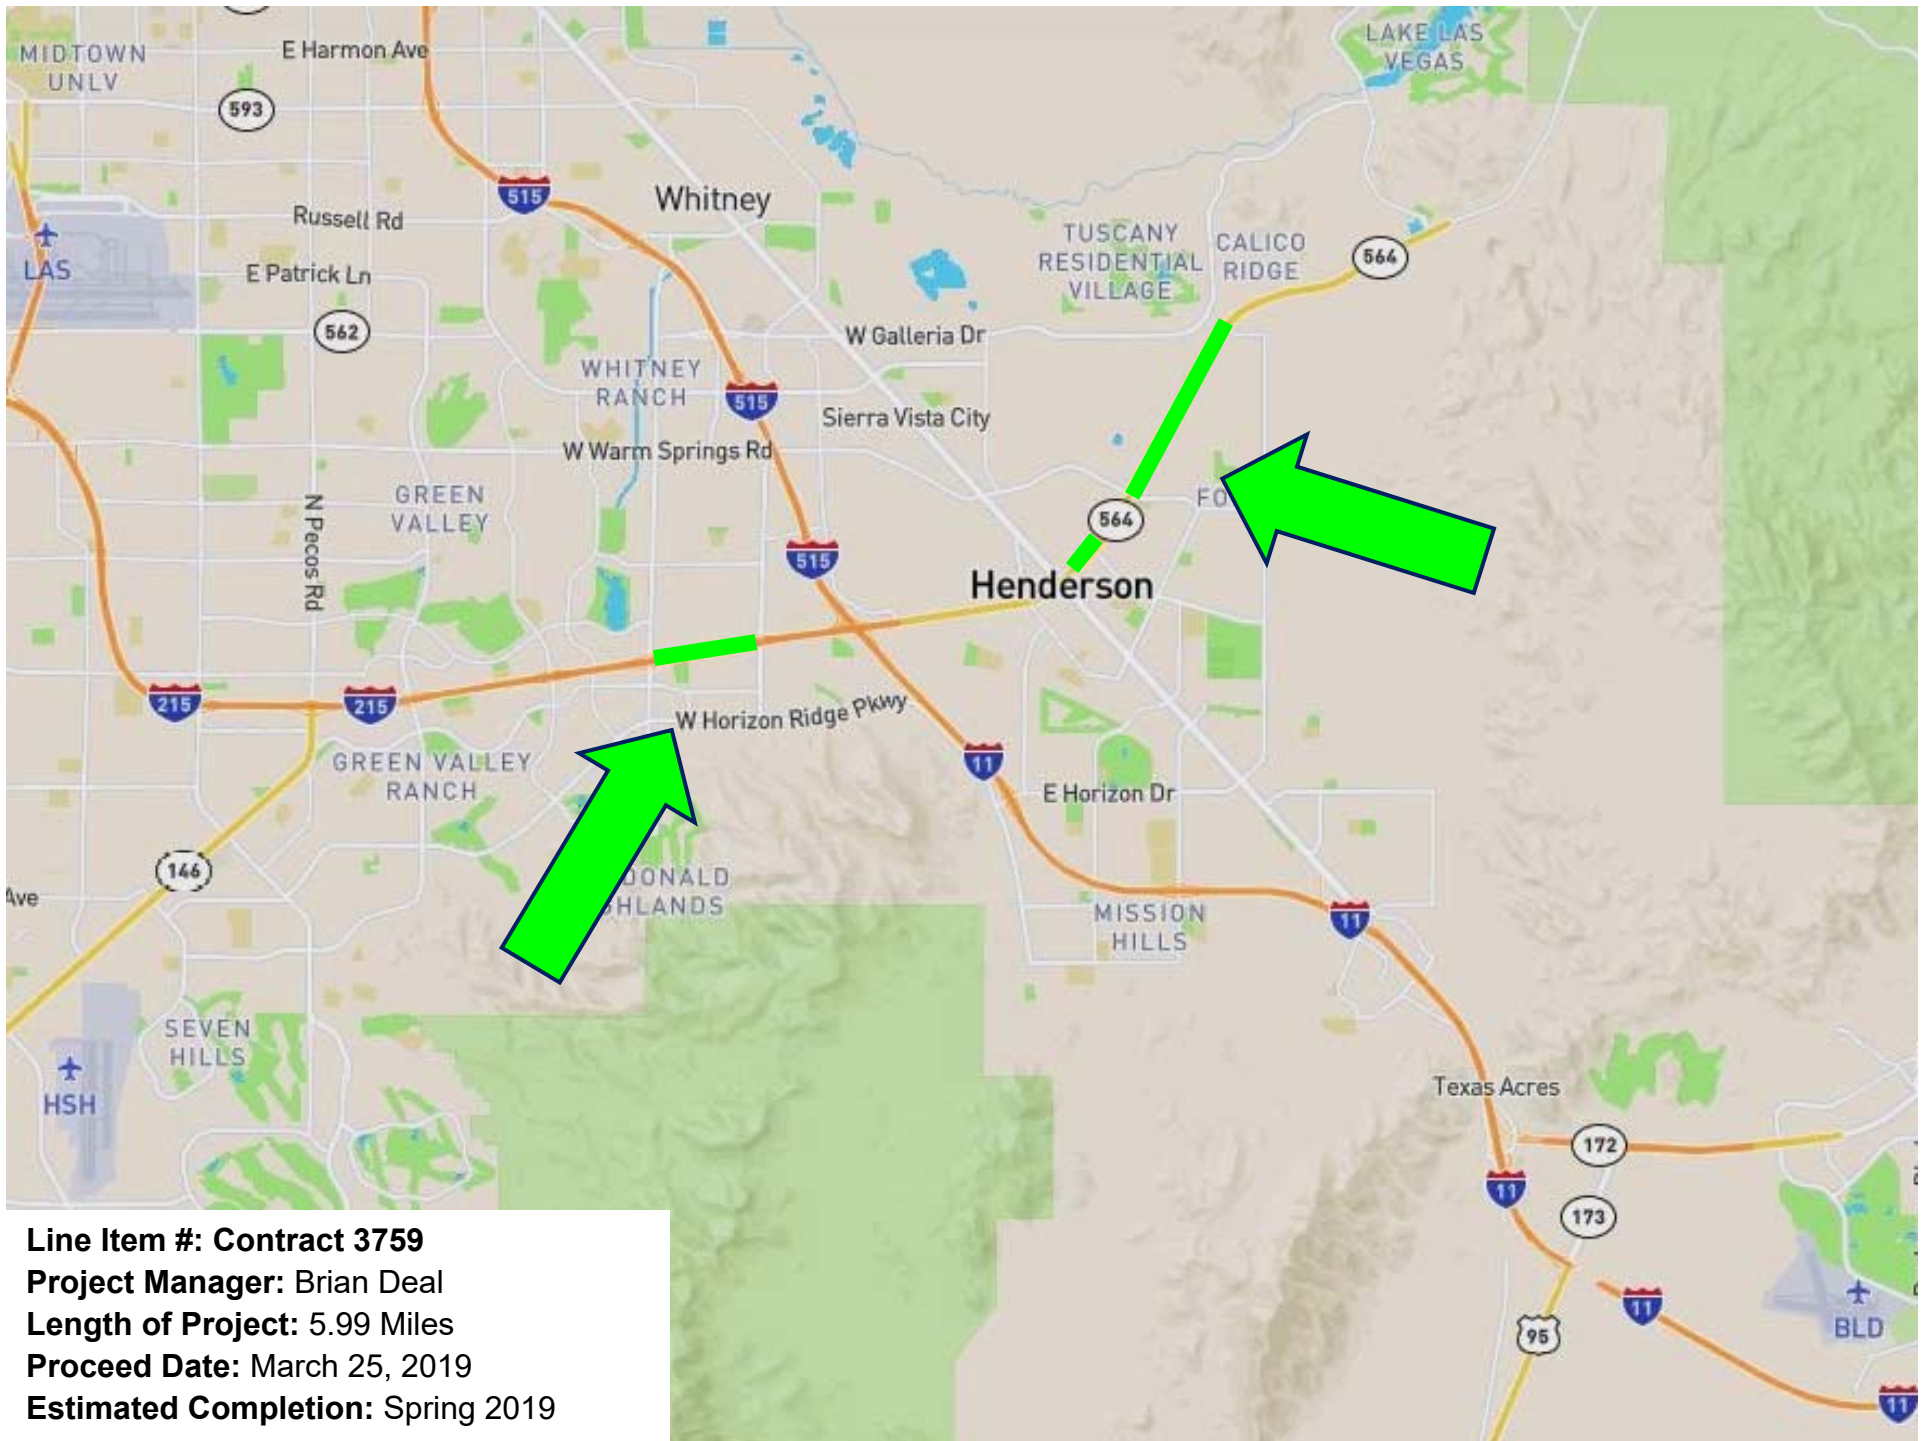 MIDTOWN
UNLV
E Harmon Ave
593
LAKE LAS
VEGAS
515
Whitney
Russell Rd
LAS
E Patrick Ln
562
TUSCANY
RESIDENTIAL
VILLAGE
CALICO
RIDGE
564
W Galleria Dr
WHITNEY
RANCH
515
Sierra Vista City
W Warm Springs Rd
GREEN
VALLEY
N Pecos Rd
FO
564
515
Henderson
215
215
W Horizon Ridge Pkwy
GREEN VALLEY
RANCH
11
E Horizon Dr
146
Ave
DONALD
GHLANDS
MISSION
HILLS
11
SEVEN
HILLS
HSH
Texas Acres
172
11
173
11
95
BLD
11
Line Item #: Contract 3759
Project Manager: Brian Deal
Length of Project: 5.99 Miles
Proceed Date: March 25, 2019
Estimated Completion: Spring 2019